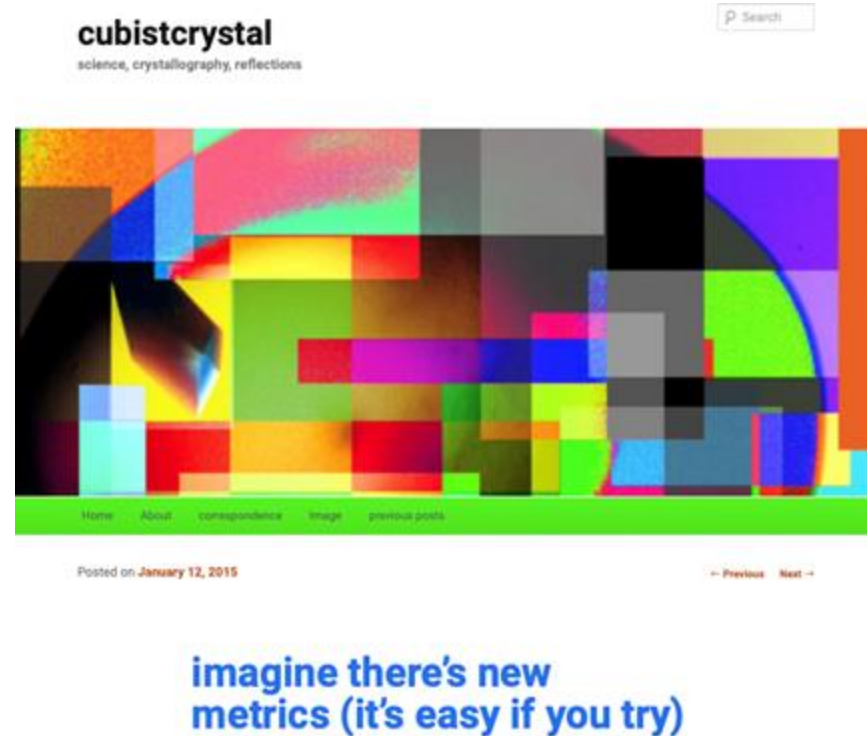 cubistcrystal
science, crystallography, reflections
Search
Home About correspondence Image previous posts
Posted on January 12, 2015
← Previous Next →
imagine there's new
metrics (it's easy if you try)